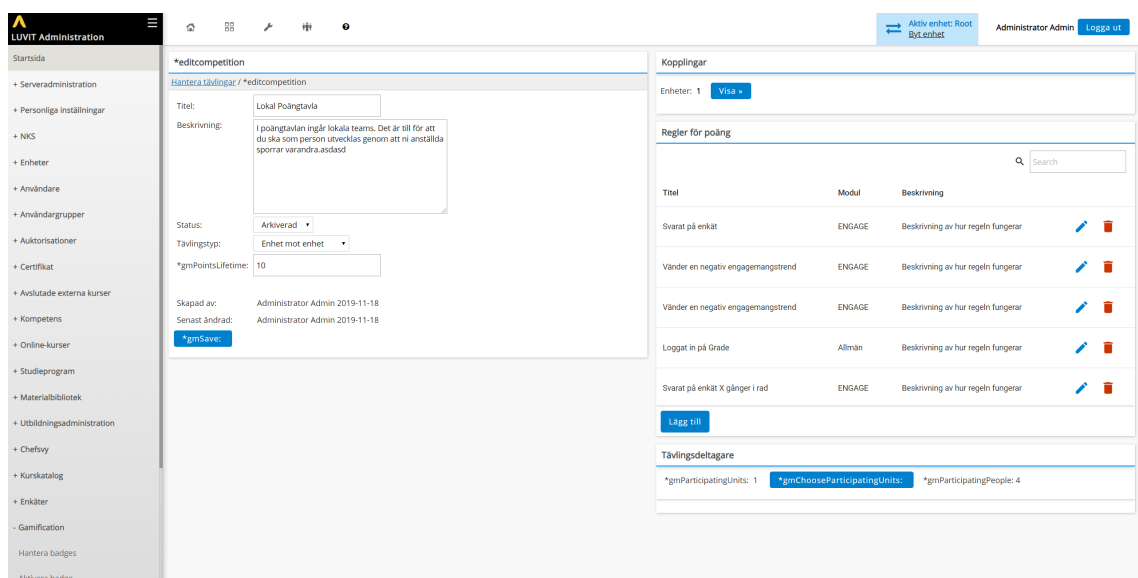 LUVIT Administration
Aktiv enhet: Root
Byt enhet
Administrator Admin
Logga ut
Startsida
+ Serveradministration
+ Personliga inställningar
+ NKS
+ Enheter
+ Användare
+ Användargrupper
+ Auktorisationer
+ Certifikat
+ Avslutade externa kurser
+ Kompetens
+ Online-kurser
+ Studieprogram
+ Materialbibliotek
+ Utbildningsadministration
+ Chefsvy
+ Kurskatalog
+ Enkäter
- Gamification
Hantera badges
Aktivera badge
*editcompetition
Hantera tävlingar / *editcompetition
Titel: Lokal Poängtavla
Beskrivning: I poängtavlan ingår lokala teams. Det är till för att
du ska som person utvecklas genom att ni anställda
sporrar varandra.asdasd
Status: Arkiverad
Tävlingstyp: Enhet mot enhet
*gmPointsLifetime: 10
Skapad av: Administrator Admin 2019-11-18
Senast ändrad: Administrator Admin 2019-11-18
*gmSave:
Kopplingar
Enheter: 1 Visa »
Regler för poäng
Search
Titel Modul Beskrivning
Svarat på enkät ENGAGE Beskrivning av hur regeln fungerar
Vänder en negativ engagemangstrend ENGAGE Beskrivning av hur regeln fungerar
Vänder en negativ engagemangstrend ENGAGE Beskrivning av hur regeln fungerar
Loggat in på Grade Allmän Beskrivning av hur regeln fungerar
Svarat på enkät X gånger i rad ENGAGE Beskrivning av hur regeln fungerar
Lägg till
Tävlingsdeltagare
*gmParticipatingUnits: 1 *gmChooseParticipatingUnits: *gmParticipatingPeople: 4